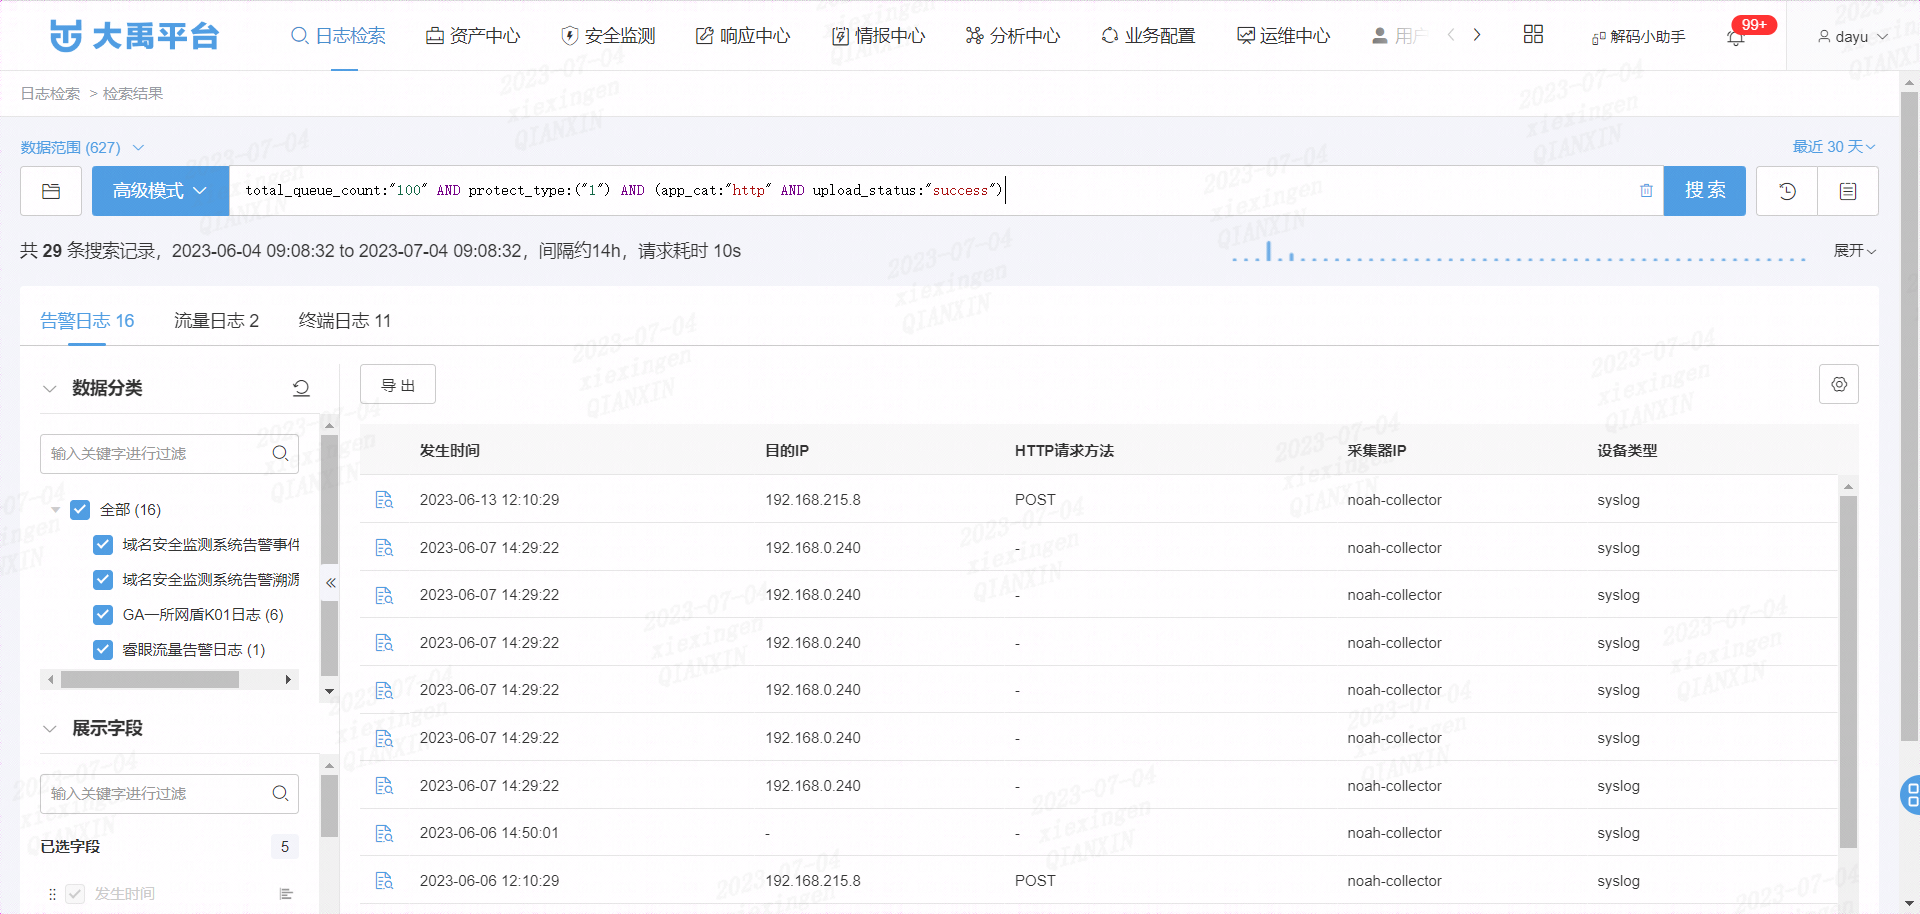 大禹平台
日志检索
资产中心
安全监测
响应中心
情报中心
分析中心
业务配置
运维中心
用户
解码小助手
99+
dayu
日志检索 > 检索结果
数据范围 (627)
最近 30 天
高级模式
total_queue_count:"100" AND protect_type:("1") AND (app_cat:"http" AND upload_status:"success")
搜 索
共 29 条搜索记录，2023-06-04 09:08:32 to 2023-07-04 09:08:32，间隔约14h，请求耗时 10s
展开
告警日志 16
流量日志 2
终端日志 11
数据分类
输入关键字进行过滤
全部 (16)
域名安全监测系统告警事件
域名安全监测系统告警溯源
GA一所网盾K01日志 (6)
睿眼流量告警日志 (1)
展示字段
输入关键字进行过滤
已选字段 5
发生时间
导 出
发生时间 目的IP HTTP请求方法 采集器IP 设备类型
2023-06-13 12:10:29 192.168.215.8 POST noah-collector syslog
2023-06-07 14:29:22 192.168.0.240 - noah-collector syslog
2023-06-07 14:29:22 192.168.0.240 - noah-collector syslog
2023-06-07 14:29:22 192.168.0.240 - noah-collector syslog
2023-06-07 14:29:22 192.168.0.240 - noah-collector syslog
2023-06-07 14:29:22 192.168.0.240 - noah-collector syslog
2023-06-07 14:29:22 192.168.0.240 - noah-collector syslog
2023-06-06 14:50:01 - - noah-collector syslog
2023-06-06 12:10:29 192.168.215.8 POST noah-collector syslog
2023-07-04
xiexingen
QIANXIN